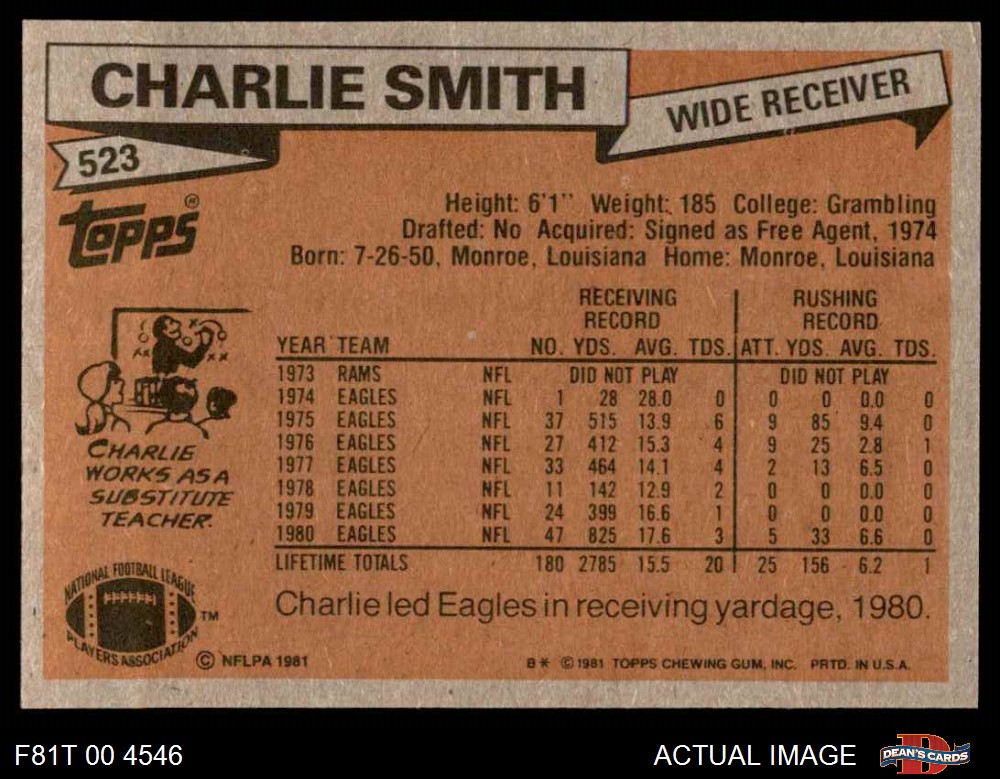 CHARLIE SMITH
WIDE RECEIVER
523
TOPPS®
Height: 6'1" Weight: 185 College: Grambling
Drafted: No Acquired: Signed as Free Agent, 1974
Born: 7-26-50, Monroe, Louisiana Home: Monroe, Louisiana
RECEIVING RECORD RUSHING RECORD
YEAR TEAM NO. YDS. AVG. TDS. ATT. YDS. AVG. TDS.
1973 RAMS NFL DID NOT PLAY DID NOT PLAY
1974 EAGLES NFL 1 28 28.0 0 0 0 0.0 0
1975 EAGLES NFL 37 515 13.9 6 9 85 9.4 0
1976 EAGLES NFL 27 412 15.3 4 9 25 2.8 1
1977 EAGLES NFL 33 464 14.1 4 2 13 6.5 0
1978 EAGLES NFL 11 142 12.9 2 0 0 0.0 0
1979 EAGLES NFL 24 399 16.6 1 0 0 0.0 0
1980 EAGLES NFL 47 825 17.6 3 5 33 6.6 0
LIFETIME TOTALS 180 2785 15.5 20 25 156 6.2 1
Charlie led Eagles in receiving yardage, 1980.
CHARLIE
WORKS AS A
SUBSTITUTE
TEACHER.
NATIONAL FOOTBALL LEAGUE
PLAYERS ASSOCIATION
TM
© NFLPA 1981
B* © 1981 TOPPS CHEWING GUM, INC. PRTD. IN U.S.A.
F81T 00 4546
ACTUAL IMAGE
D
DEAN'S CARDS